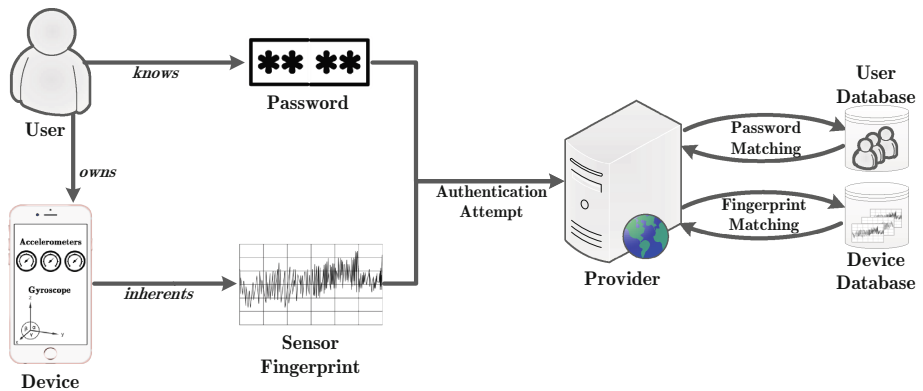 User
knows
** **
Password
owns
Accelerometers
Gyroscope
inherents
Sensor
Fingerprint
Device
Authentication
Attempt
Provider
Password
Matching
Fingerprint
Matching
User
Database
Device
Database